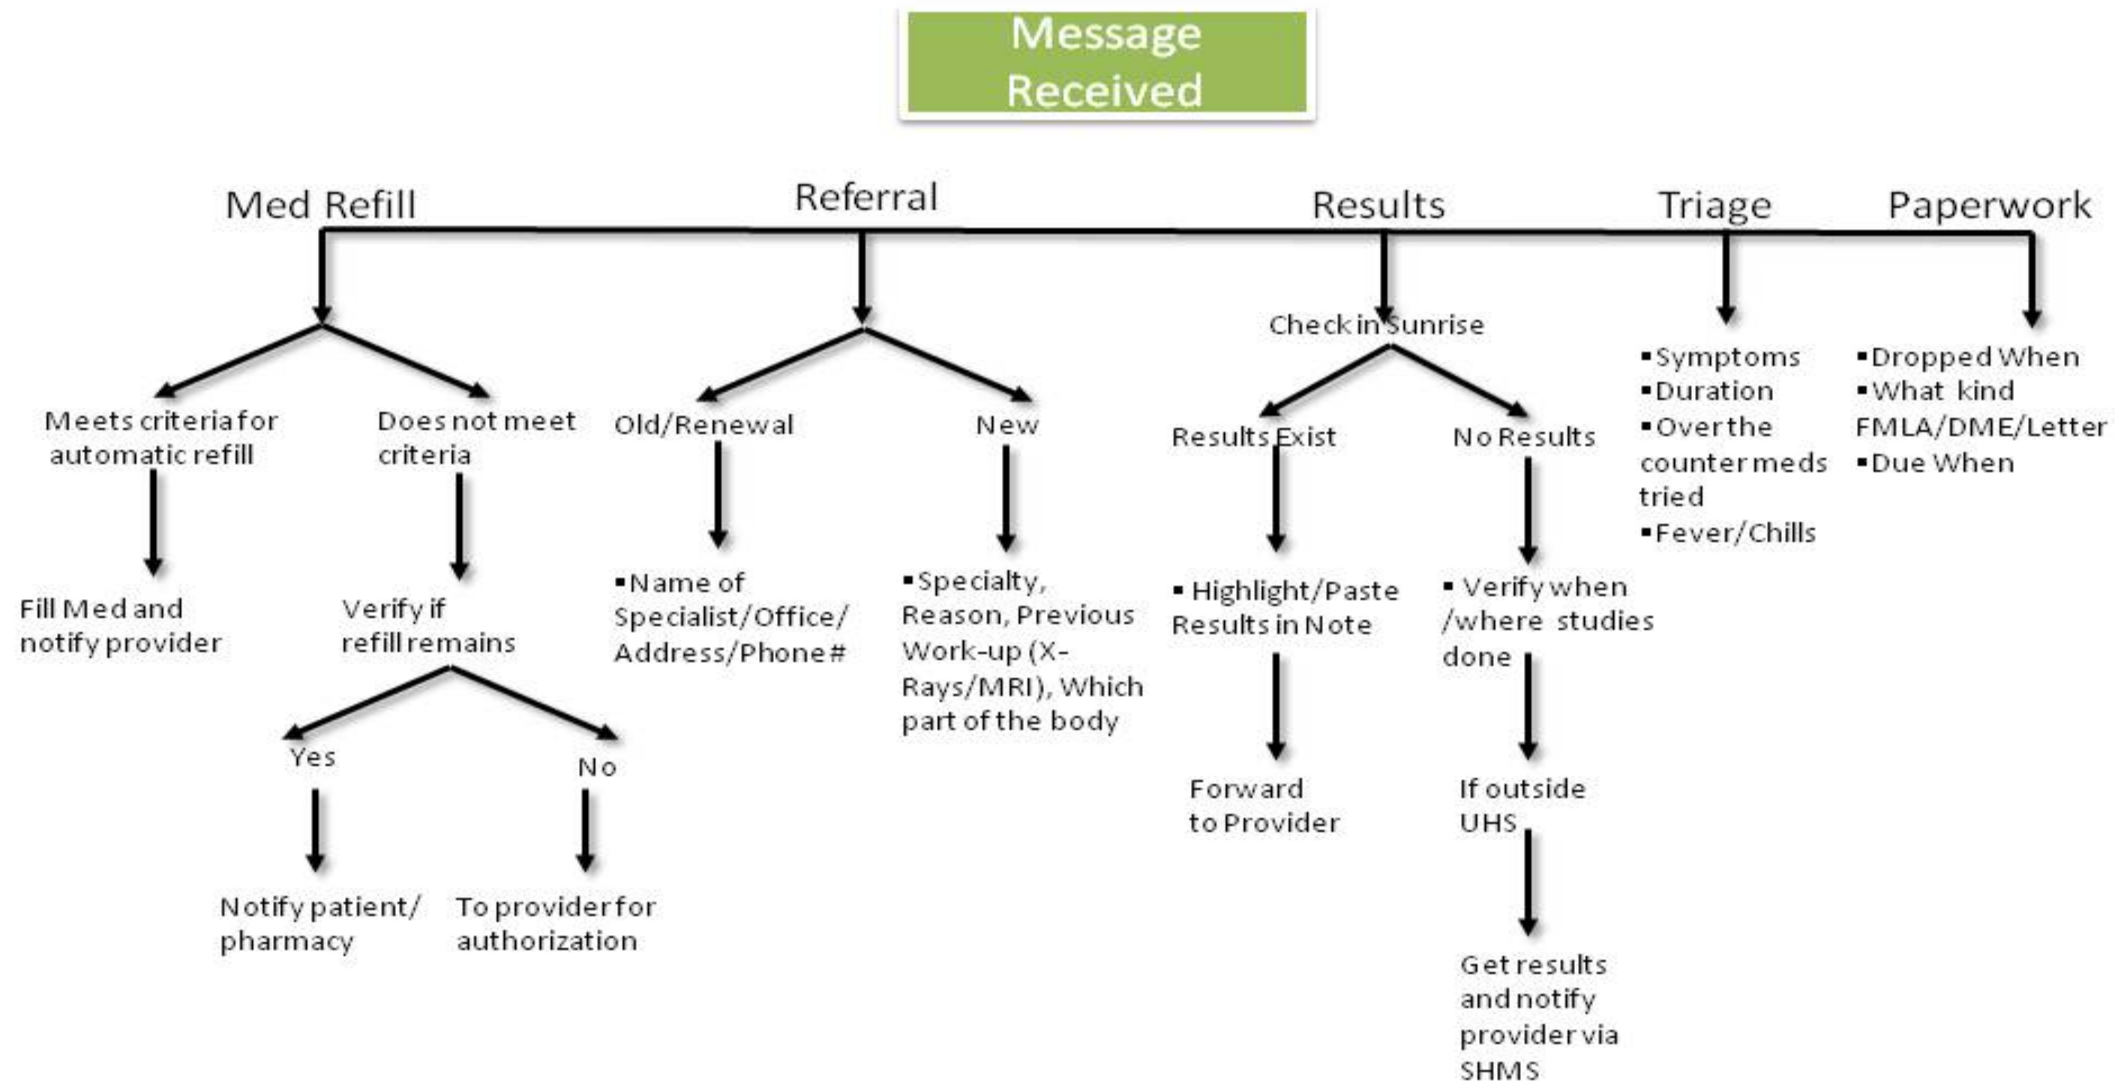 Message
Received
Med Refill
Referral
Results
Triage
Paperwork
Meets criteria for
automatic refill
Fill Med and
notify provider
Does not meet
criteria
Verify if
refill remains
Yes
Notify patient/
pharmacy
No
To provider for
authorization
Old/Renewal
▪Name of
Specialist/Office/
Address/Phone #
New
▪Specialty,
Reason, Previous
Work-up (X-
Rays/MRI), Which
part of the body
Check in Sunrise
Results Exist
▪ Highlight/Paste
Results in Note
Forward
to Provider
No Results
▪ Verify when
/where studies
done
If outside
UHS
Get results
and notify
provider via
SHMS
▪Symptoms
▪Duration
▪Over the
counter meds
tried
▪Fever/Chills
▪Dropped When
▪What kind
FMLA/DME/Letter
▪Due When